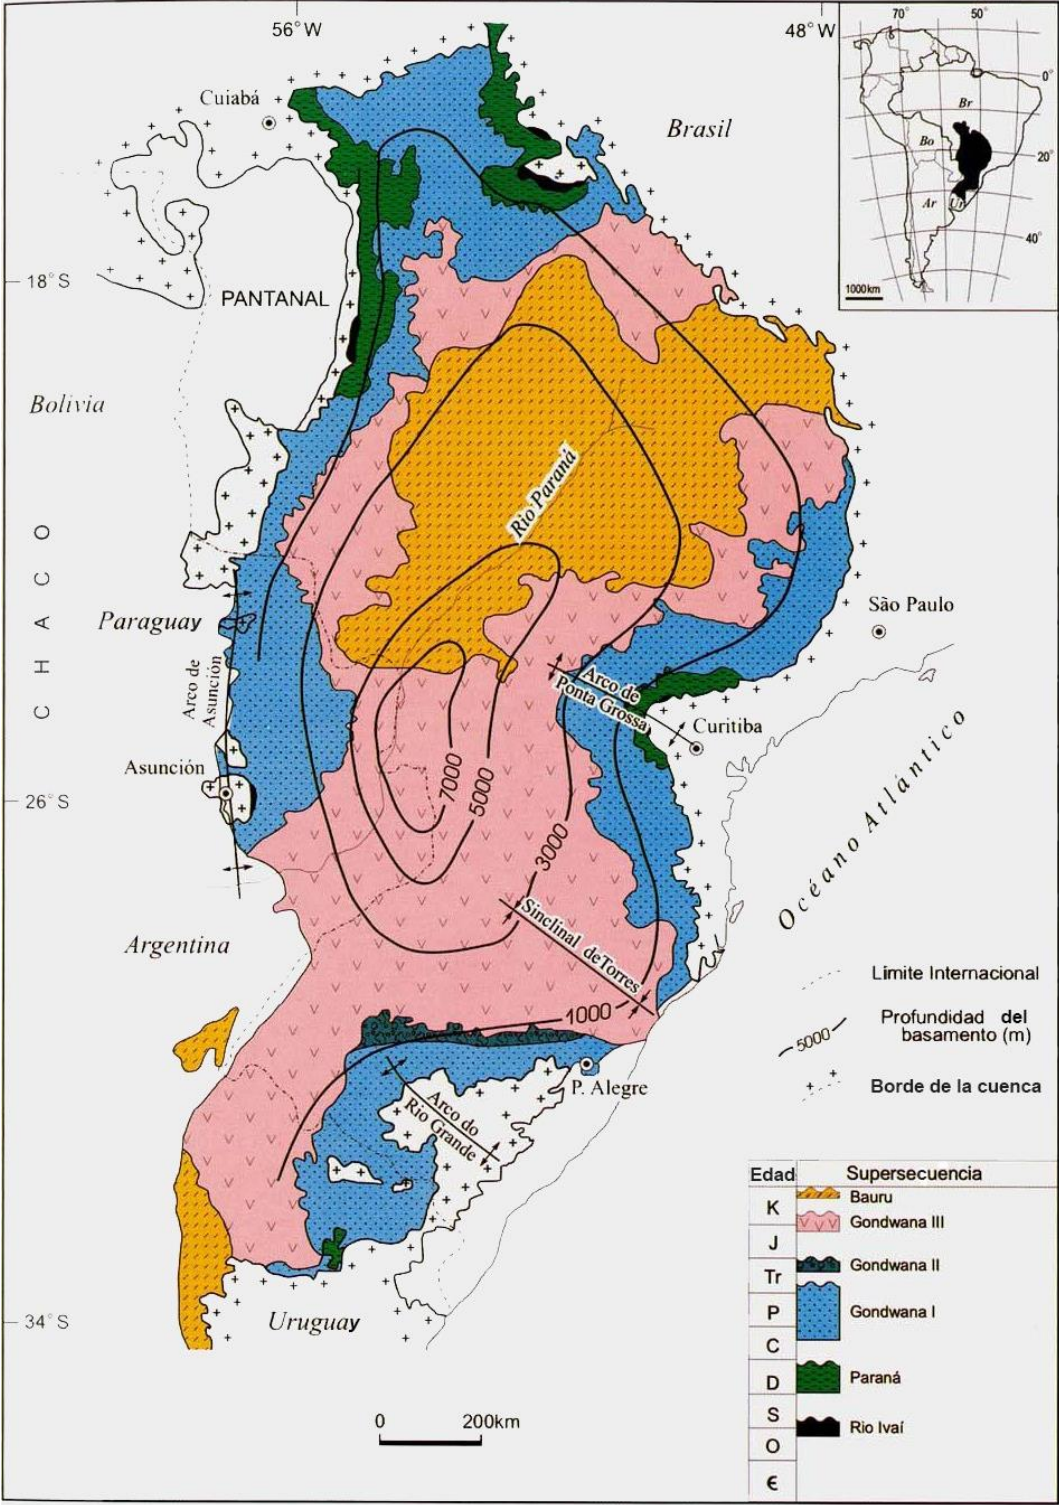 56°W
48°W
70°
50°
0°
20°
40°
Br
Bo
Ar
Ur
1000km
Cuiabá
Brasil
18°S
PANTANAL
Bolivia
Rio Paraná
CHACO
Paraguay
São Paulo
Arco de
Asunción
Arco de
Ponta Grossa
Curitiba
Asunción
26°S
7000
5000
3000
Océano Atlántico
Sinclinal de Torres
Argentina
1000
P. Alegre
Arco do
Rio Grande
Límite Internacional
5000
Profundidad del
basamento (m)
Borde de la cuenca
34°S
Uruguay
0 200km
Edad Supersecuencia
K
Bauru
Gondwana III
J
Gondwana II
Tr
P
Gondwana I
C
D
Paraná
S
Rio Ivaí
O
Є